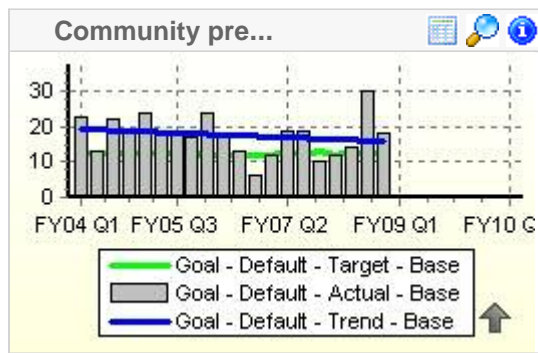 Community pre...
30
20
10
0
FY04 Q1 FY05 Q3 FY07 Q2 FY09 Q1 FY10 Q
Goal - Default - Target - Base
Goal - Default - Actual - Base
Goal - Default - Trend - Base